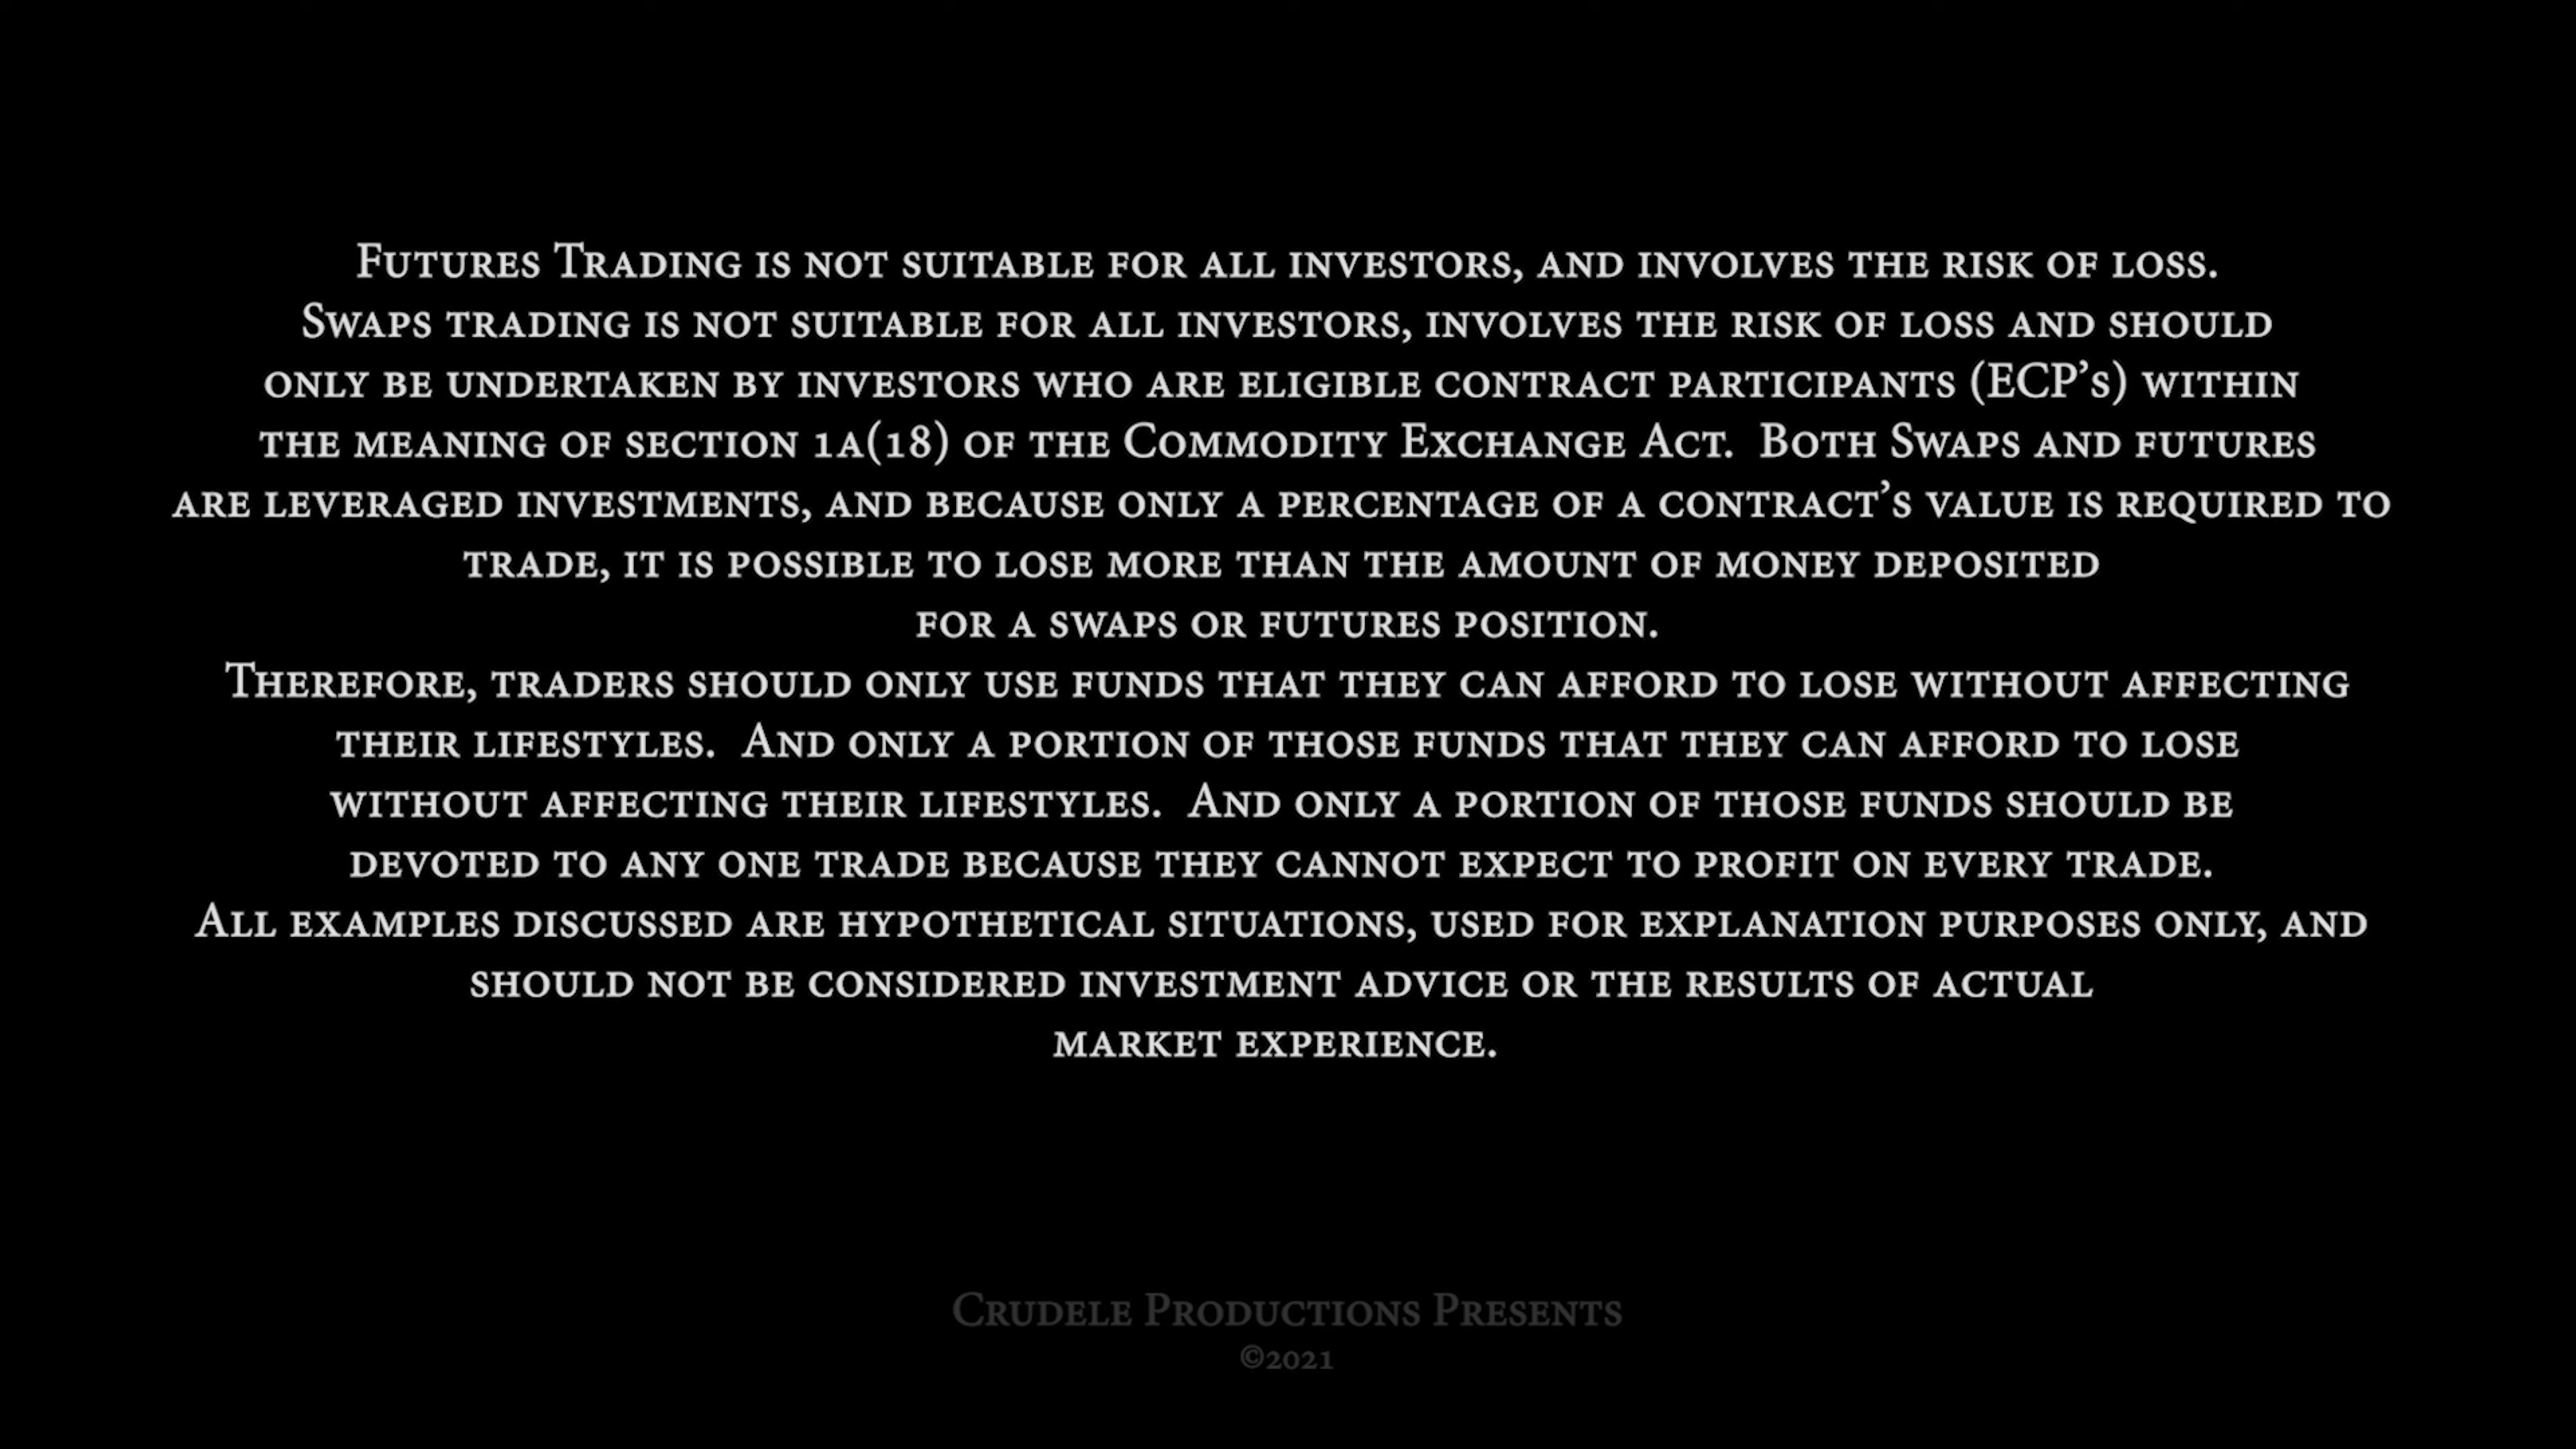 Futures Trading is not suitable for all investors, and involves the risk of loss.
Swaps trading is not suitable for all investors, involves the risk of loss and should
only be undertaken by investors who are eligible contract participants (ECP's) within
the meaning of section 1a(18) of the Commodity Exchange Act. Both Swaps and futures
are leveraged investments, and because only a percentage of a contract's value is required to
trade, it is possible to lose more than the amount of money deposited
for a swaps or futures position.
Therefore, traders should only use funds that they can afford to lose without affecting
their lifestyles. And only a portion of those funds that they can afford to lose
without affecting their lifestyles. And only a portion of those funds should be
devoted to any one trade because they cannot expect to profit on every trade.
All examples discussed are hypothetical situations, used for explanation purposes only, and
should not be considered investment advice or the results of actual
market experience.
Crudele Productions Presents
©2021